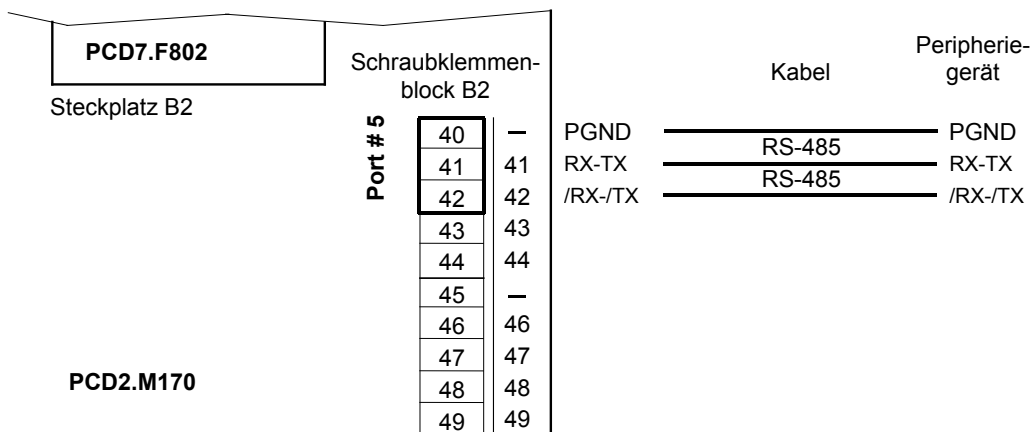 PCD7.F802
Steckplatz B2
Schraubklemmen-
block B2
Kabel
Peripherie-
gerät
Port # 5
40 – PGND RS-485 PGND
41 41 RX-TX RS-485 RX-TX
42 42 /RX-/TX /RX-/TX
43 43
44 44
45 –
46 46
47 47
48 48
49 49
PCD2.M170